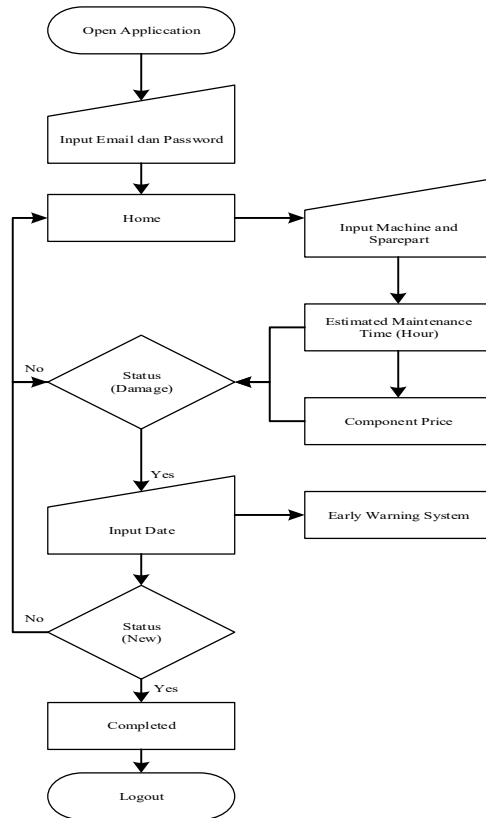 Open Appliccation
Input Email dan Password
Home
Input Machine and
Sparepart
Estimated Maintenance
Time (Hour)
No
Status
(Damage)
Component Price
Yes
Input Date
Early Warning System
No
Status
(New)
Yes
Completed
Logout